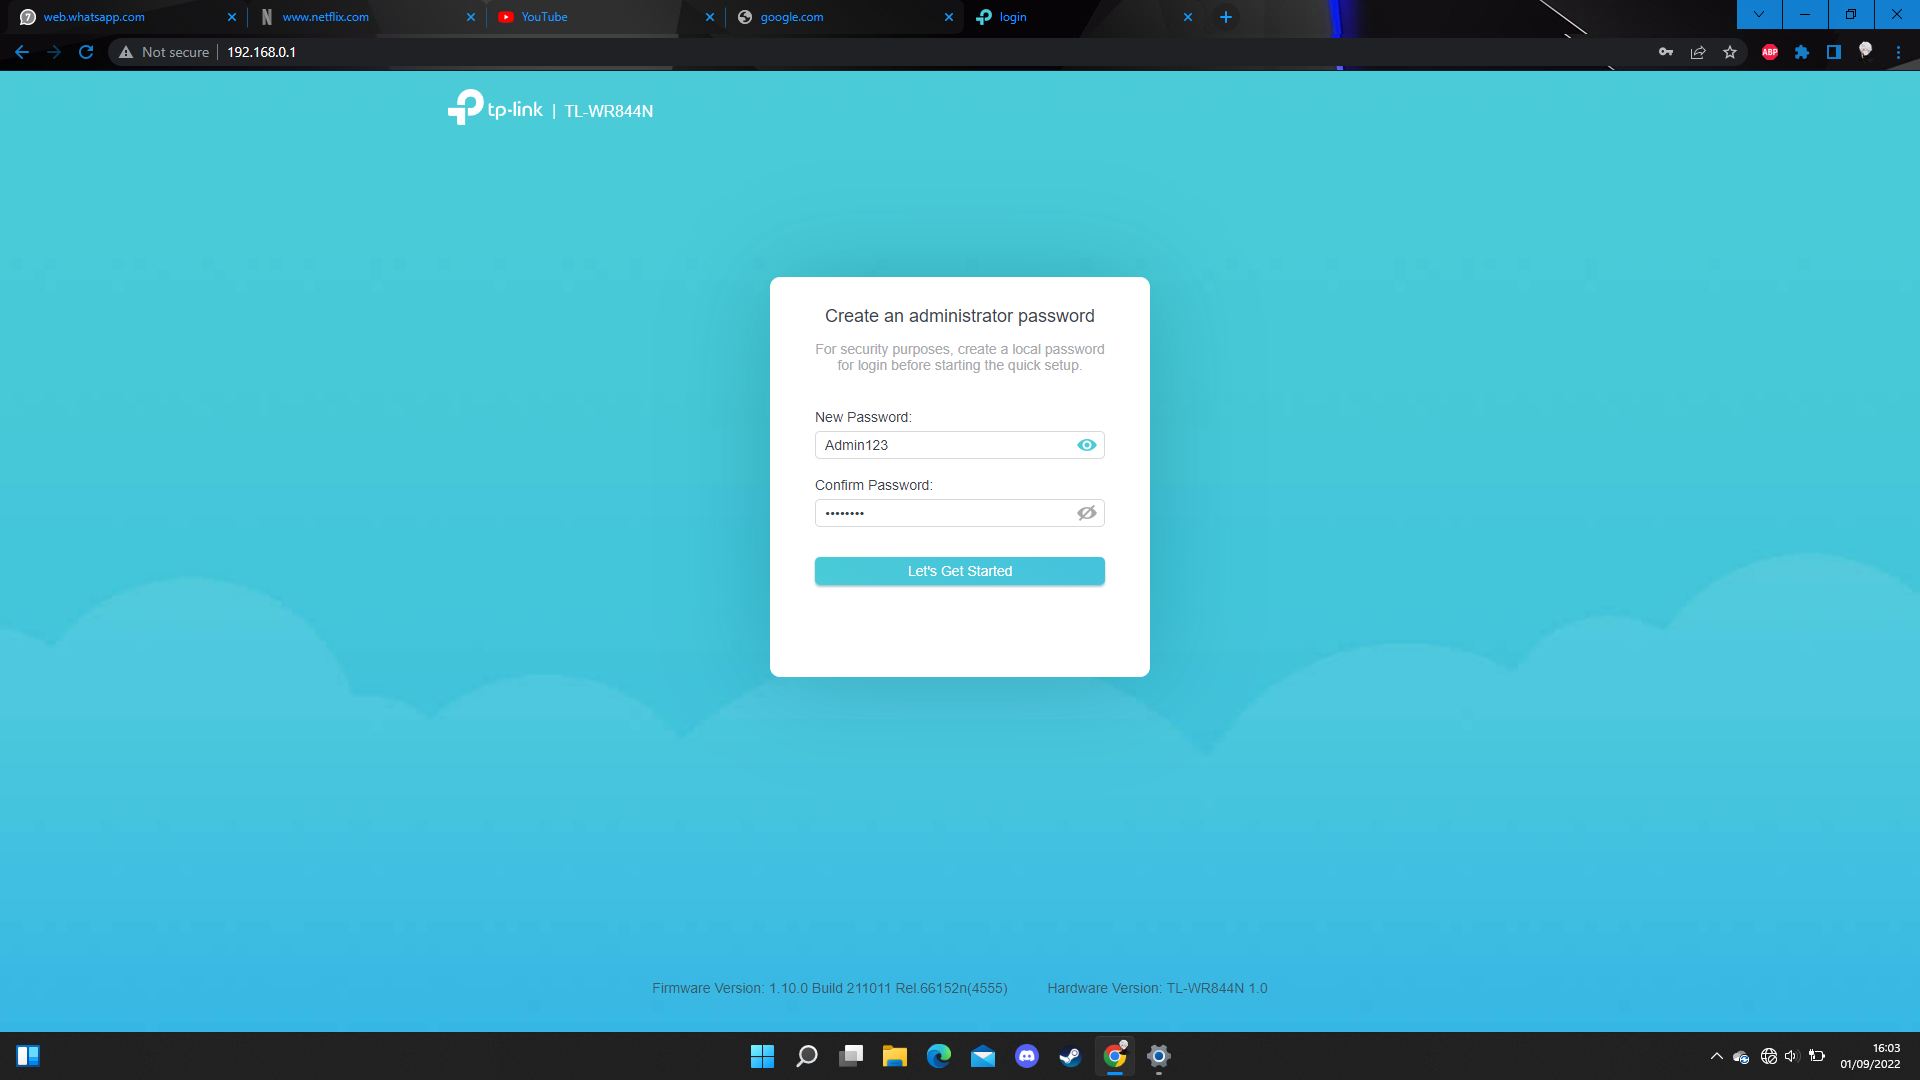 web.whatsapp.com
www.netflix.com
YouTube
google.com
login
Not secure
192.168.0.1
ABP
tp-link | TL-WR844N
Create an administrator password
For security purposes, create a local password
for login before starting the quick setup.
New Password:
Admin123
Confirm Password:
••••••••
Let's Get Started
Firmware Version: 1.10.0 Build 211011 Rel.66152n(4555)
Hardware Version: TL-WR844N 1.0
16:03
01/09/2022